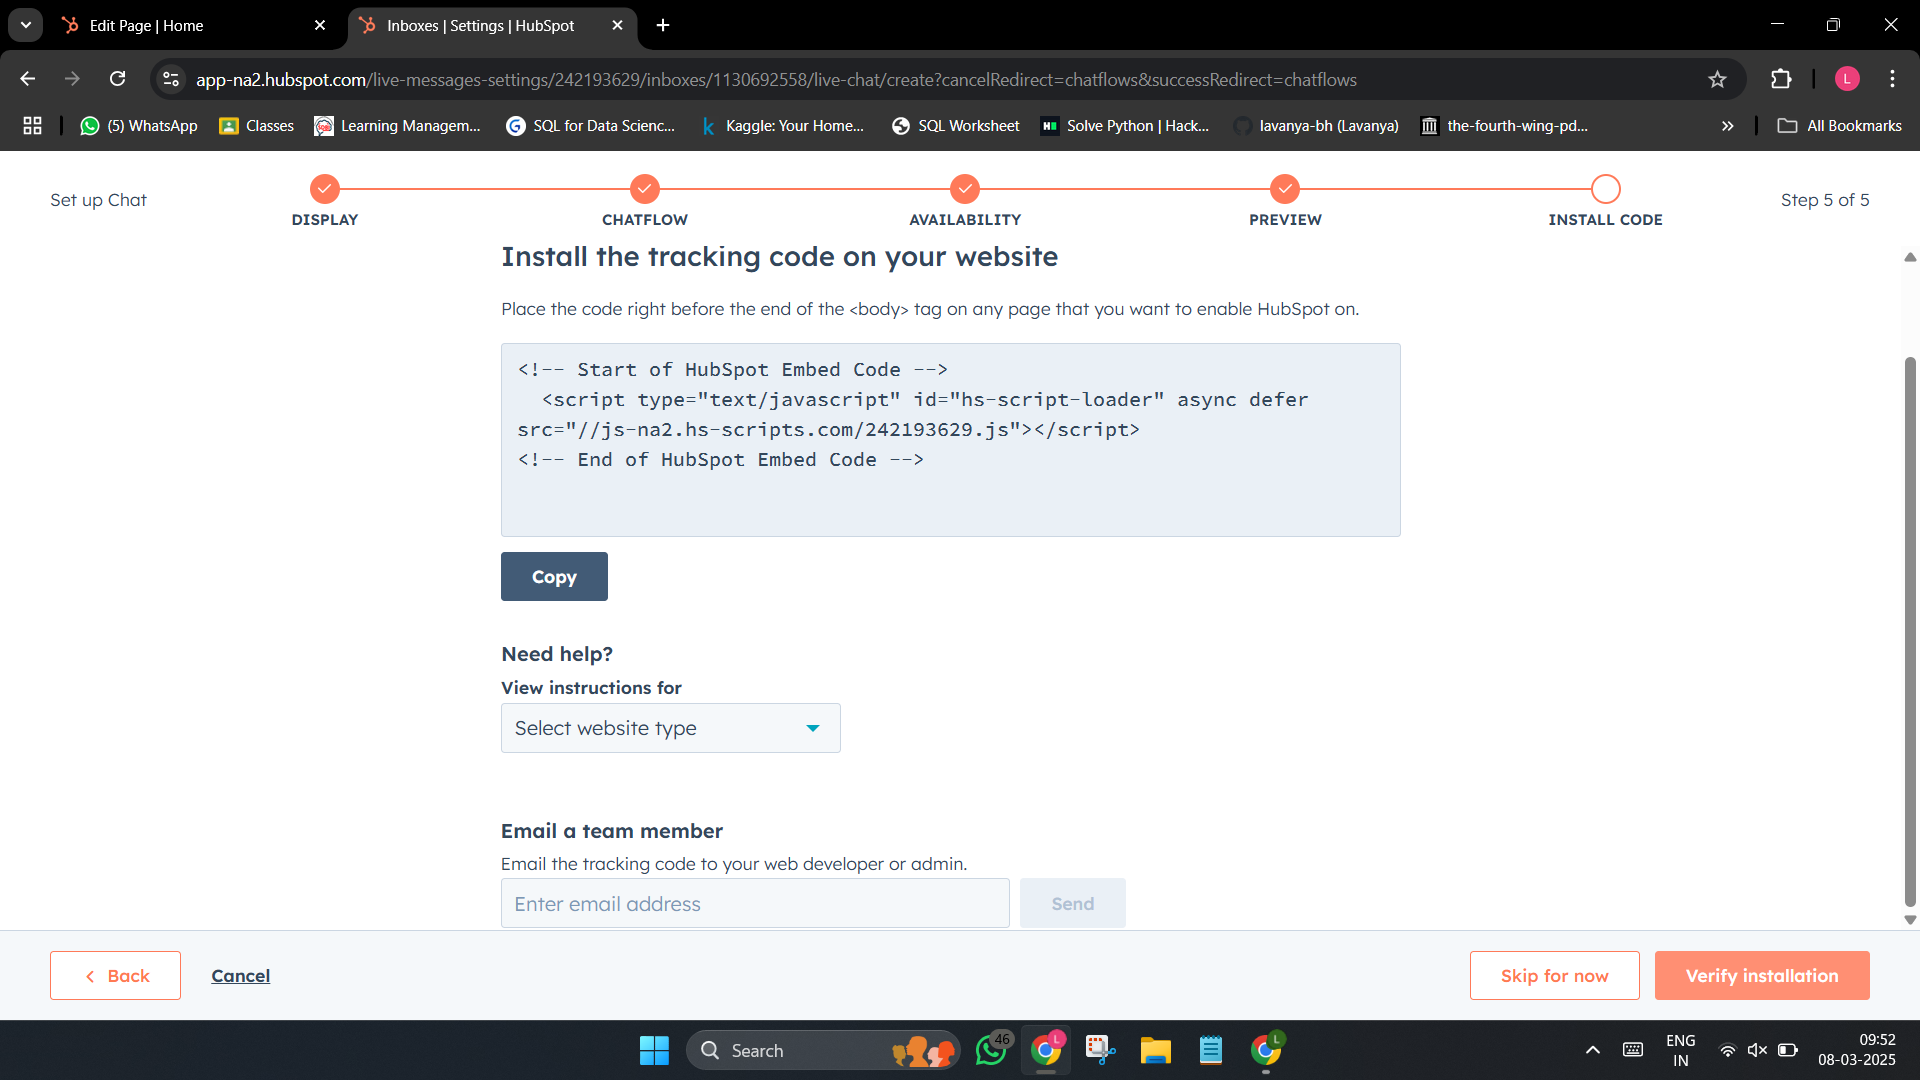 Edit Page | Home
Inboxes | Settings | HubSpot
app-na2.hubspot.com/live-messages-settings/242193629/inboxes/1130692558/live-chat/create?cancelRedirect=chatflows&successRedirect=chatflows
L
(5) WhatsApp
Classes
Learning Managem...
SQL for Data Scienc...
Kaggle: Your Home...
SQL Worksheet
Solve Python | Hack...
lavanya-bh (Lavanya)
the-fourth-wing-pd...
All Bookmarks
Set up Chat
DISPLAY
CHATFLOW
AVAILABILITY
PREVIEW
INSTALL CODE
Step 5 of 5
Install the tracking code on your website
Place the code right before the end of the <body> tag on any page that you want to enable HubSpot on.
<!-- Start of HubSpot Embed Code -->
<script type="text/javascript" id="hs-script-loader" async defer
src="//js-na2.hs-scripts.com/242193629.js"></script>
<!-- End of HubSpot Embed Code -->
Copy
Need help?
View instructions for
Select website type
Email a team member
Email the tracking code to your web developer or admin.
Enter email address
Send
Back
Cancel
Skip for now
Verify installation
Search
46
L
L
ENG
IN
09:52
08-03-2025